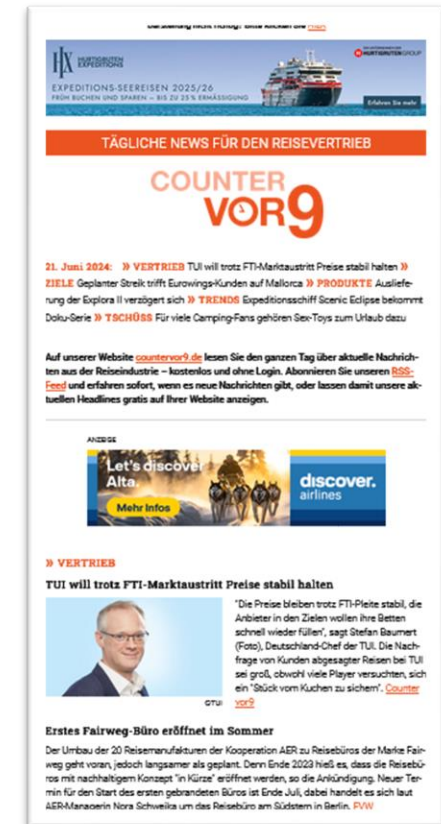 Darstellung nicht richtig? Bitte klicken Sie hier
HX HURTIGRUTEN
EXPEDITIONS
HURTIGRUTEN GROUP
EXPEDITIONS-SEEREISEN 2025/26
FRÜH BUCHEN UND SPAREN – BIS ZU 25% ERMÄSSIGUNG
Erfahren Sie mehr
TÄGLICHE NEWS FÜR DEN REISEVERTRIEB
COUNTER
VOR9
21. Juni 2024: » VERTRIEB TUI will trotz FTI-Marktaustritt Preise stabil halten »
ZIELE Geplanter Streik trifft Eurowings-Kunden auf Mallorca » PRODUKTE Ausliefe-
rung der Explora II verzögert sich » TRENDS Expeditionsschiff Scenic Eclipse bekommt
Doku-Serie » TSCHÜSS Für viele Camping-Fans gehören Sex-Toys zum Urlaub dazu
Auf unserer Website countervor9.de lesen Sie den ganzen Tag über aktuelle Nachrich-
ten aus der Reiseindustrie – kostenlos und ohne Login. Abonnieren Sie unseren RSS-
Feed und erfahren sofort, wenn es neue Nachrichten gibt, oder lassen damit unsere ak-
tuellen Headlines gratis auf Ihrer Website anzeigen.
ANZEIGE
Let's discover
Alta.
Mehr Infos
discover.
airlines
» VERTRIEB
TUI will trotz FTI-Marktaustritt Preise stabil halten
"Die Preise bleiben trotz FTI-Pleite stabil, die
Anbieter in den Zielen wollen ihre Betten
schnell wieder füllen", sagt Stefan Baumert
(Foto), Deutschland-Chef der TUI. Die Nach-
frage von Kunden abgesagter Reisen bei TUI
sei groß, obwohl viele Player versuchten, sich
ein "Stück vom Kuchen zu sichern". Counter
vor9
©TUI
Erstes Fairweg-Büro eröffnet im Sommer
Der Umbau der 20 Reisemanufakturen der Kooperation AER zu Reisebüros der Marke Fair-
weg geht voran, jedoch langsamer als geplant. Denn Ende 2023 hieß es, dass die Reisebü-
ros mit nachhaltigem Konzept "in Kürze" eröffnet werden, so die Ankündigung. Neuer Ter-
min für den Start des ersten gebrandeten Büros ist Ende Juli, dabei handelt es sich laut
AER-Managerin Nora Schweika um das Reisebüro am Südstern in Berlin. FVW